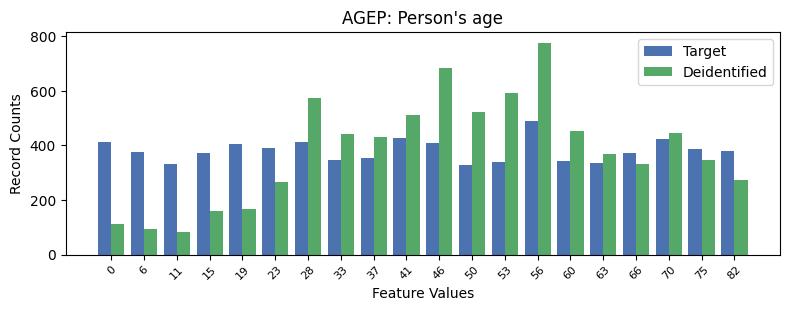 AGEP: Person's age
Record Counts
800
600
400
200
0
Target
Deidentified
0 6 11 15 19 23 28 33 37 41 46 50 53 56 60 63 66 70 75 82
Feature Values